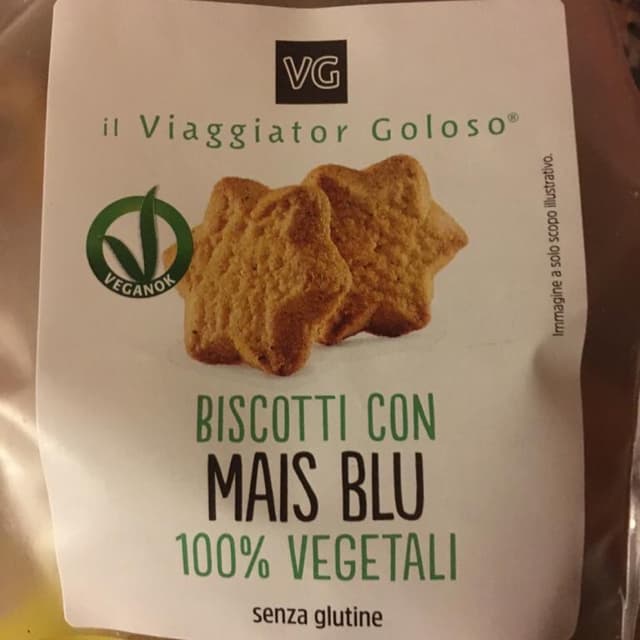 VG
il Viaggiator Goloso®
VEGANOK
Immagine a solo scopo illustrativo.
BISCOTTI CON
MAIS BLU
100% VEGETALI
senza glutine